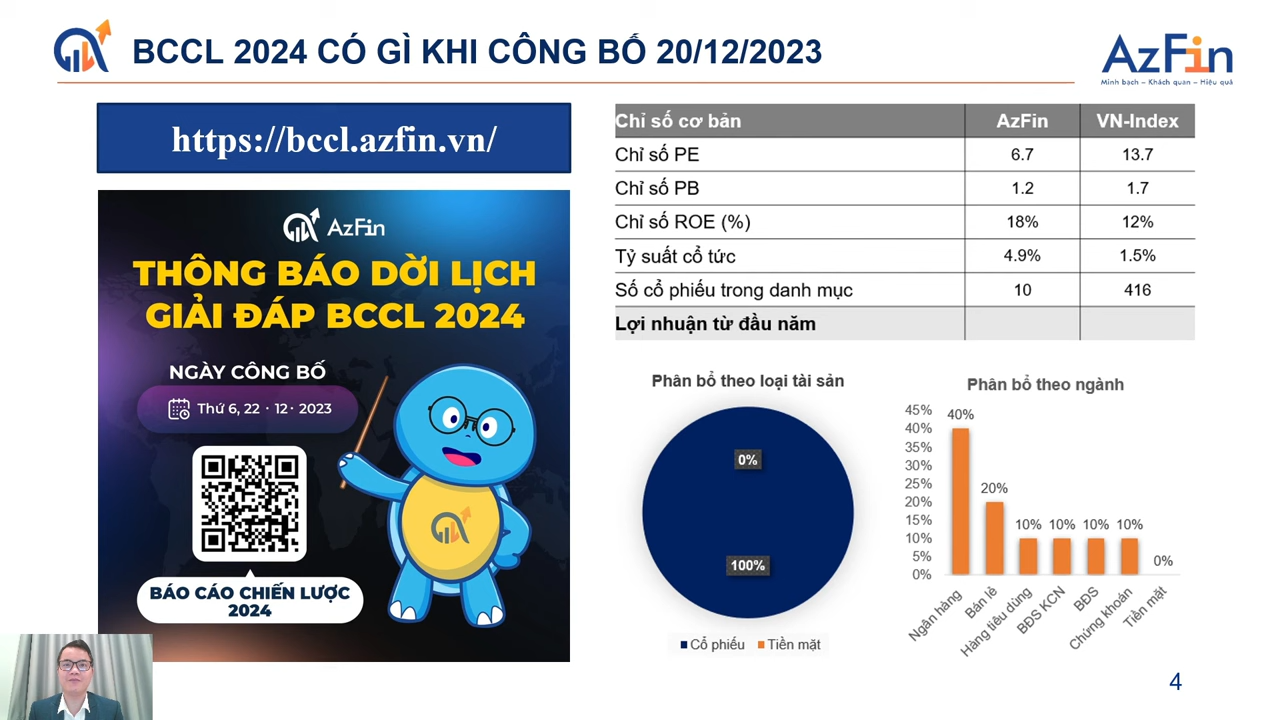 BCCL 2024 CÓ GÌ KHI CÔNG BỐ 20/12/2023
AzFin
Minh bạch – Khách quan – Hiệu quả
https://bccl.azfin.vn/
AzFin
THÔNG BÁO DỜI LỊCH
GIẢI ĐÁP BCCL 2024
NGÀY CÔNG BỐ
Thứ 6, 22 · 12 · 2023
BÁO CÁO CHIẾN LƯỢC
2024
Chỉ số cơ bản AzFin VN-Index
Chỉ số PE 6.7 13.7
Chỉ số PB 1.2 1.7
Chỉ số ROE (%) 18% 12%
Tỷ suất cổ tức 4.9% 1.5%
Số cổ phiếu trong danh mục 10 416
Lợi nhuận từ đầu năm
Phân bổ theo loại tài sản
0%
100%
Cổ phiếu Tiền mặt
Phân bổ theo ngành
45%
40%
35%
30%
25%
20%
15%
10%
5%
0%
40%
20%
10%
10%
10%
10%
0%
Ngân hàng
Bán lẻ
Hàng tiêu dùng
BĐS KCN
BĐS
Chứng khoán
Tiền mặt
4